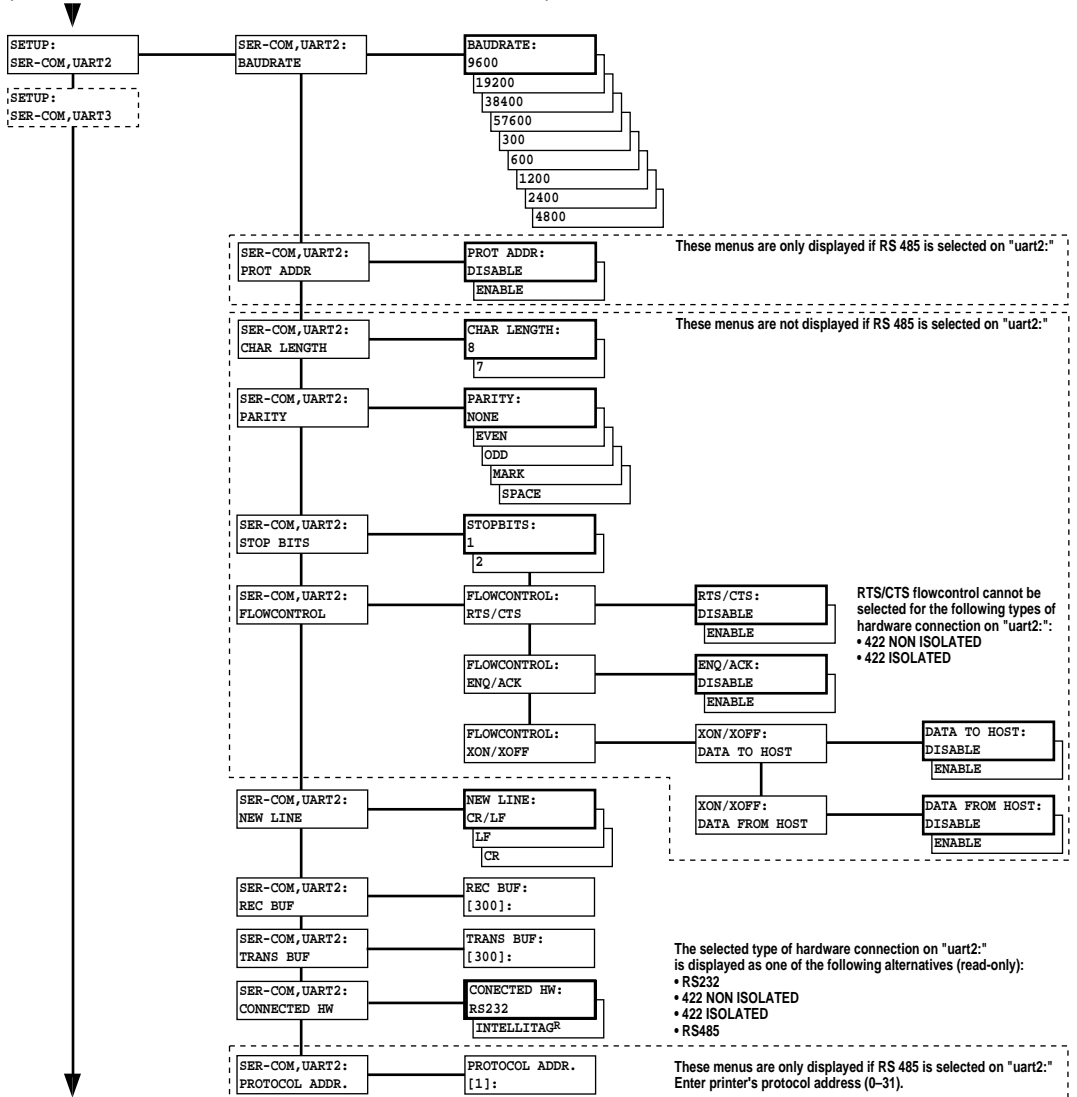 SETUP:
SER-COM,UART2
SETUP:
SER-COM,UART3
SER-COM,UART2:
BAUDRATE
BAUDRATE:
9600
19200
38400
57600
300
600
1200
2400
4800
These menus are only displayed if RS 485 is selected on "uart2:"
SER-COM,UART2:
PROT ADDR
PROT ADDR:
DISABLE
ENABLE
These menus are not displayed if RS 485 is selected on "uart2:"
SER-COM,UART2:
CHAR LENGTH
CHAR LENGTH:
8
7
SER-COM,UART2:
PARITY
PARITY:
NONE
EVEN
ODD
MARK
SPACE
SER-COM,UART2:
STOP BITS
STOPBITS:
1
2
SER-COM,UART2:
FLOWCONTROL
FLOWCONTROL:
RTS/CTS
RTS/CTS:
DISABLE
ENABLE
RTS/CTS flowcontrol cannot be
selected for the following types of
hardware connection on "uart2:":
• 422 NON ISOLATED
• 422 ISOLATED
FLOWCONTROL:
ENQ/ACK
ENQ/ACK:
DISABLE
ENABLE
FLOWCONTROL:
XON/XOFF
XON/XOFF:
DATA TO HOST
DATA TO HOST:
DISABLE
ENABLE
XON/XOFF:
DATA FROM HOST
DATA FROM HOST:
DISABLE
ENABLE
SER-COM,UART2:
NEW LINE
NEW LINE:
CR/LF
LF
CR
SER-COM,UART2:
REC BUF
REC BUF:
[300]:
SER-COM,UART2:
TRANS BUF
TRANS BUF:
[300]:
SER-COM,UART2:
CONNECTED HW
CONECTED HW:
RS232
INTELLITAGR
The selected type of hardware connection on "uart2:"
is displayed as one of the following alternatives (read-only):
• RS232
• 422 NON ISOLATED
• 422 ISOLATED
• RS485
SER-COM,UART2:
PROTOCOL ADDR.
PROTOCOL ADDR.
[1]:
These menus are only displayed if RS 485 is selected on "uart2:"
Enter printer's protocol address (0–31).